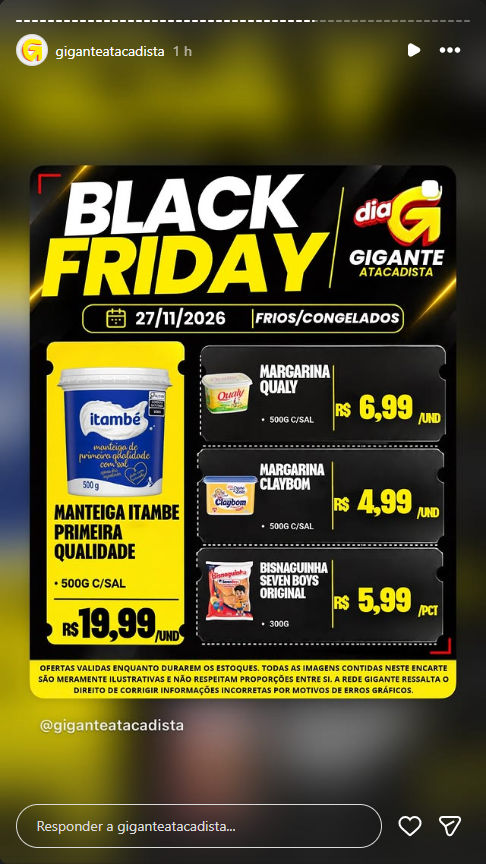 giganteatacadista 1 h
BLACK
FRIDAY
dia G
GIGANTE
ATACADISTA
27/11/2026 FRIOS/CONGELADOS
itambé
manteiga de
primeira qualidade
com sal
500 g
MANTEIGA ITAMBE
PRIMEIRA
QUALIDADE
• 500G C/SAL
R$ 19,99 /UND
Qualy
MARGARINA
QUALY
• 500G C/SAL
R$ 6,99 /UND
Claybom
MARGARINA
CLAYBOM
• 500G C/SAL
R$ 4,99 /UND
Bisnaguinha
BISNAGUINHA
SEVEN BOYS
ORIGINAL
• 300G
R$ 5,99 /PCT
OFERTAS VALIDAS ENQUANTO DURAREM OS ESTOQUES. TODAS AS IMAGENS CONTIDAS NESTE ENCARTE
SÃO MERAMENTE ILUSTRATIVAS E NÃO RESPEITAM PROPORÇÕES ENTRE SI. A REDE GIGANTE RESSALTA O
DIREITO DE CORRIGIR INFORMAÇÕES INCORRETAS POR MOTIVOS DE ERROS GRÁFICOS.
@giganteatacadista
Responder a giganteatacadista...